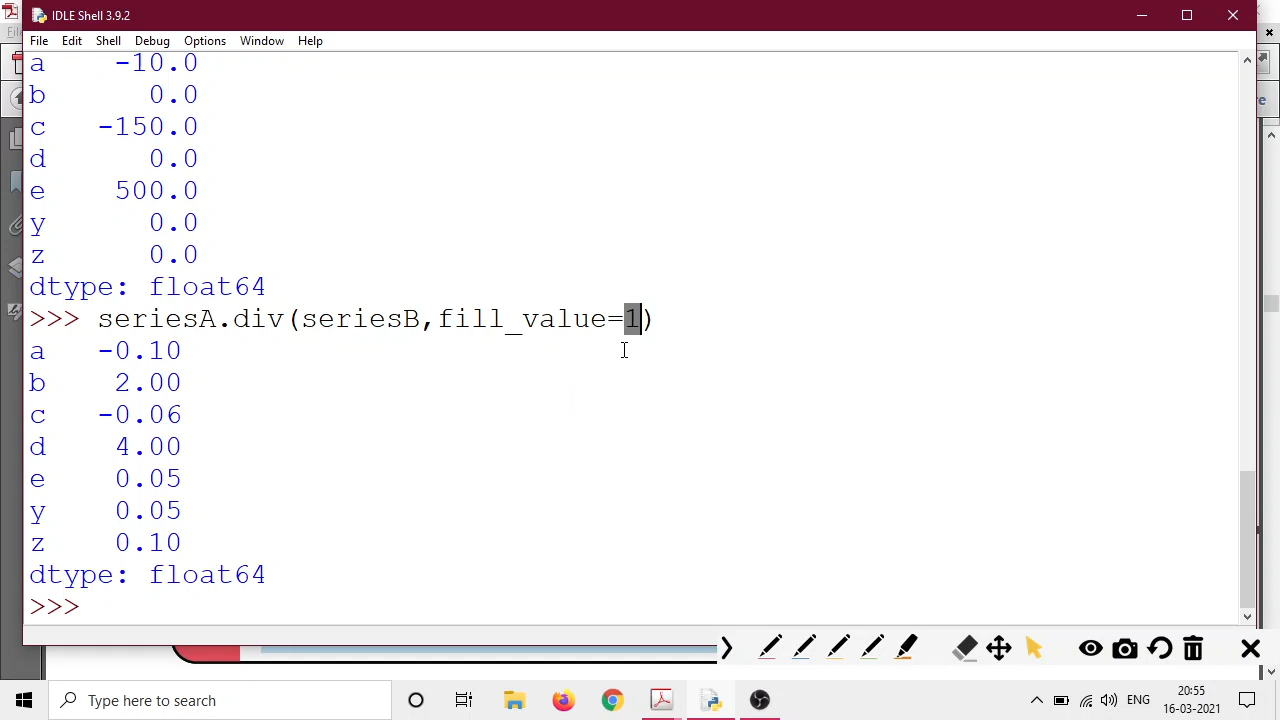 IDLE Shell 3.9.2
File Edit Shell Debug Options Window Help
a -10.0
b 0.0
c -150.0
d 0.0
e 500.0
y 0.0
z 0.0
dtype: float64
>>> seriesA.div(seriesB,fill_value=1)
a -0.10
b 2.00
c -0.06
d 4.00
e 0.05
y 0.05
z 0.10
dtype: float64
>>>
Type here to search
ENG
20:55
16-03-2021